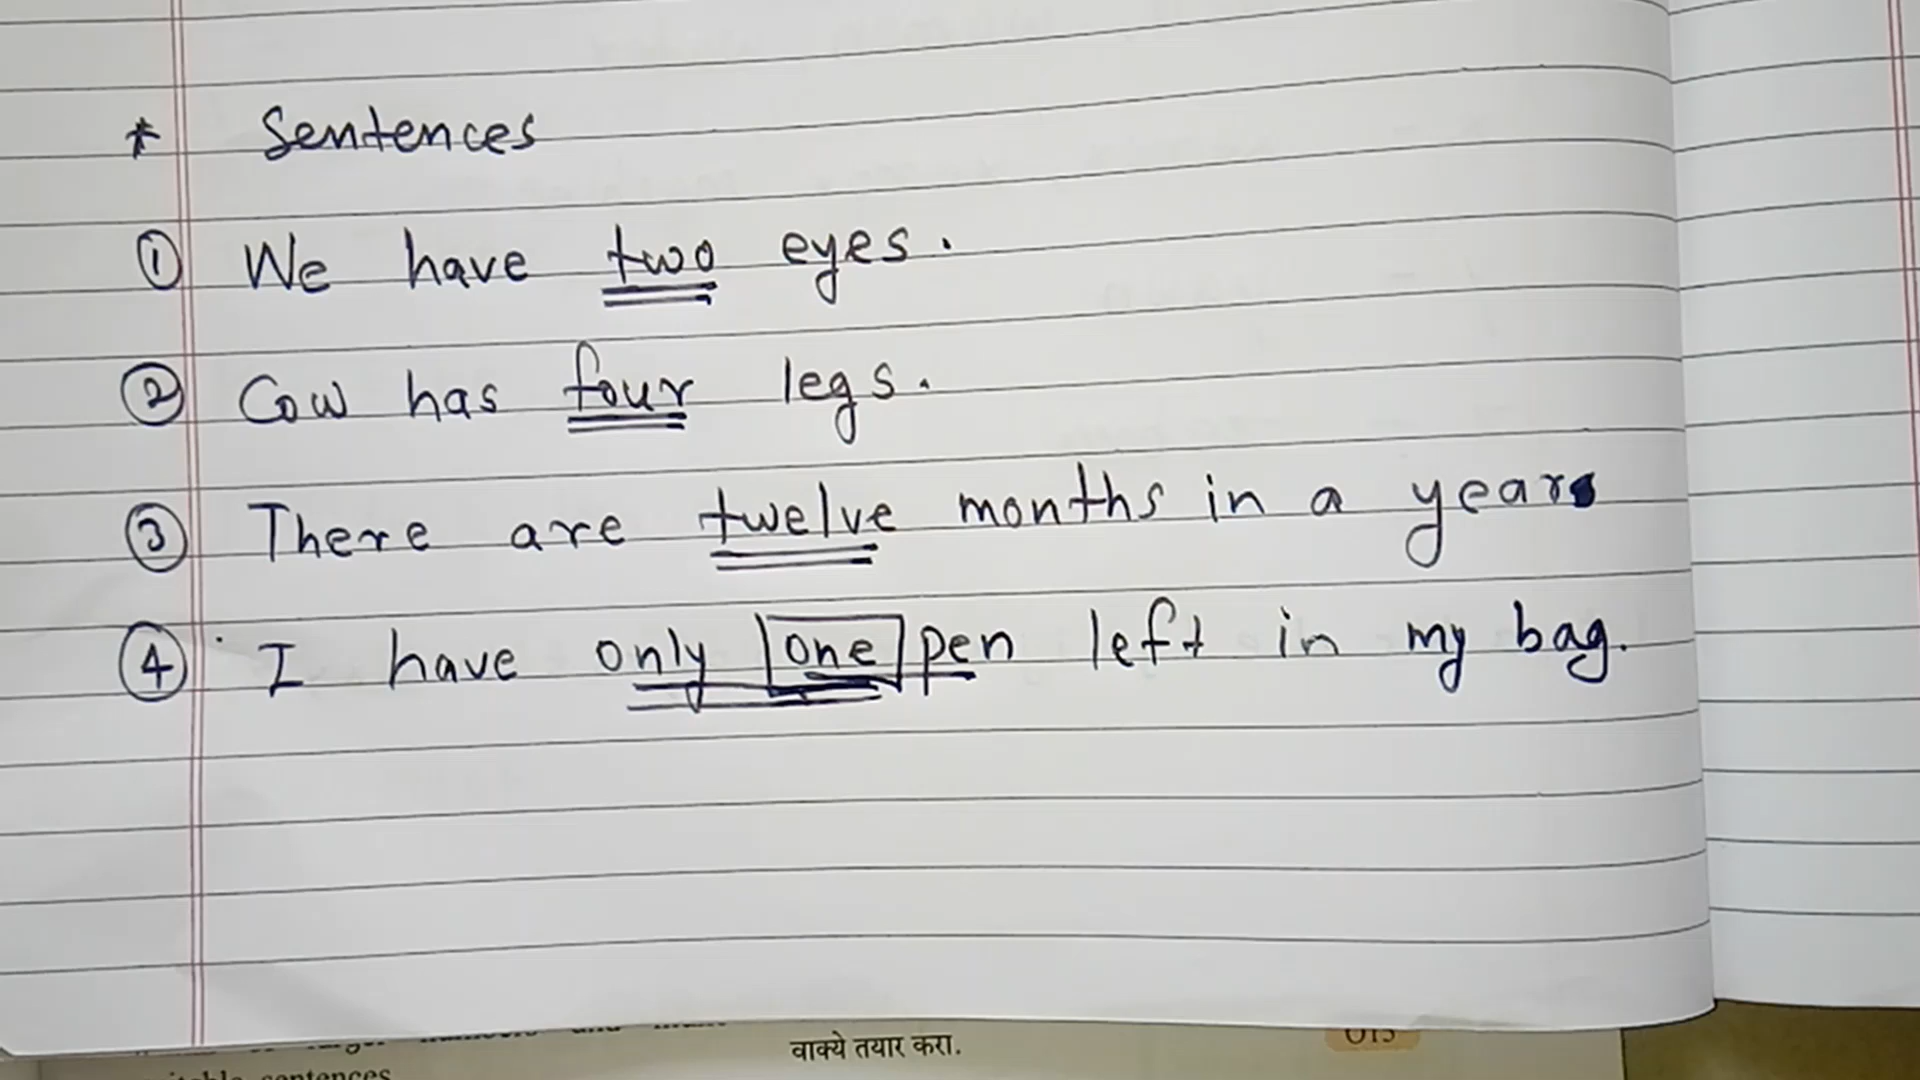 * Sentences
① We have two eyes.
② Cow has four legs.
③ There are twelve months in a year
④ I have only one pen left in my bag.
वाक्ये तयार करा.
sentences